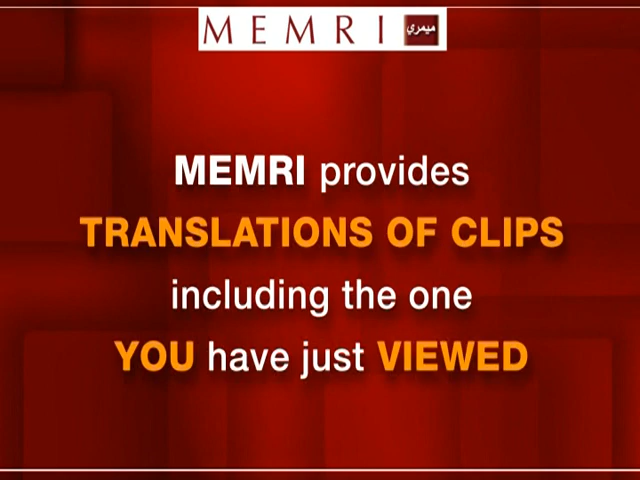 MEMRI ميمري
MEMRI provides
TRANSLATIONS OF CLIPS
including the one
YOU have just VIEWED